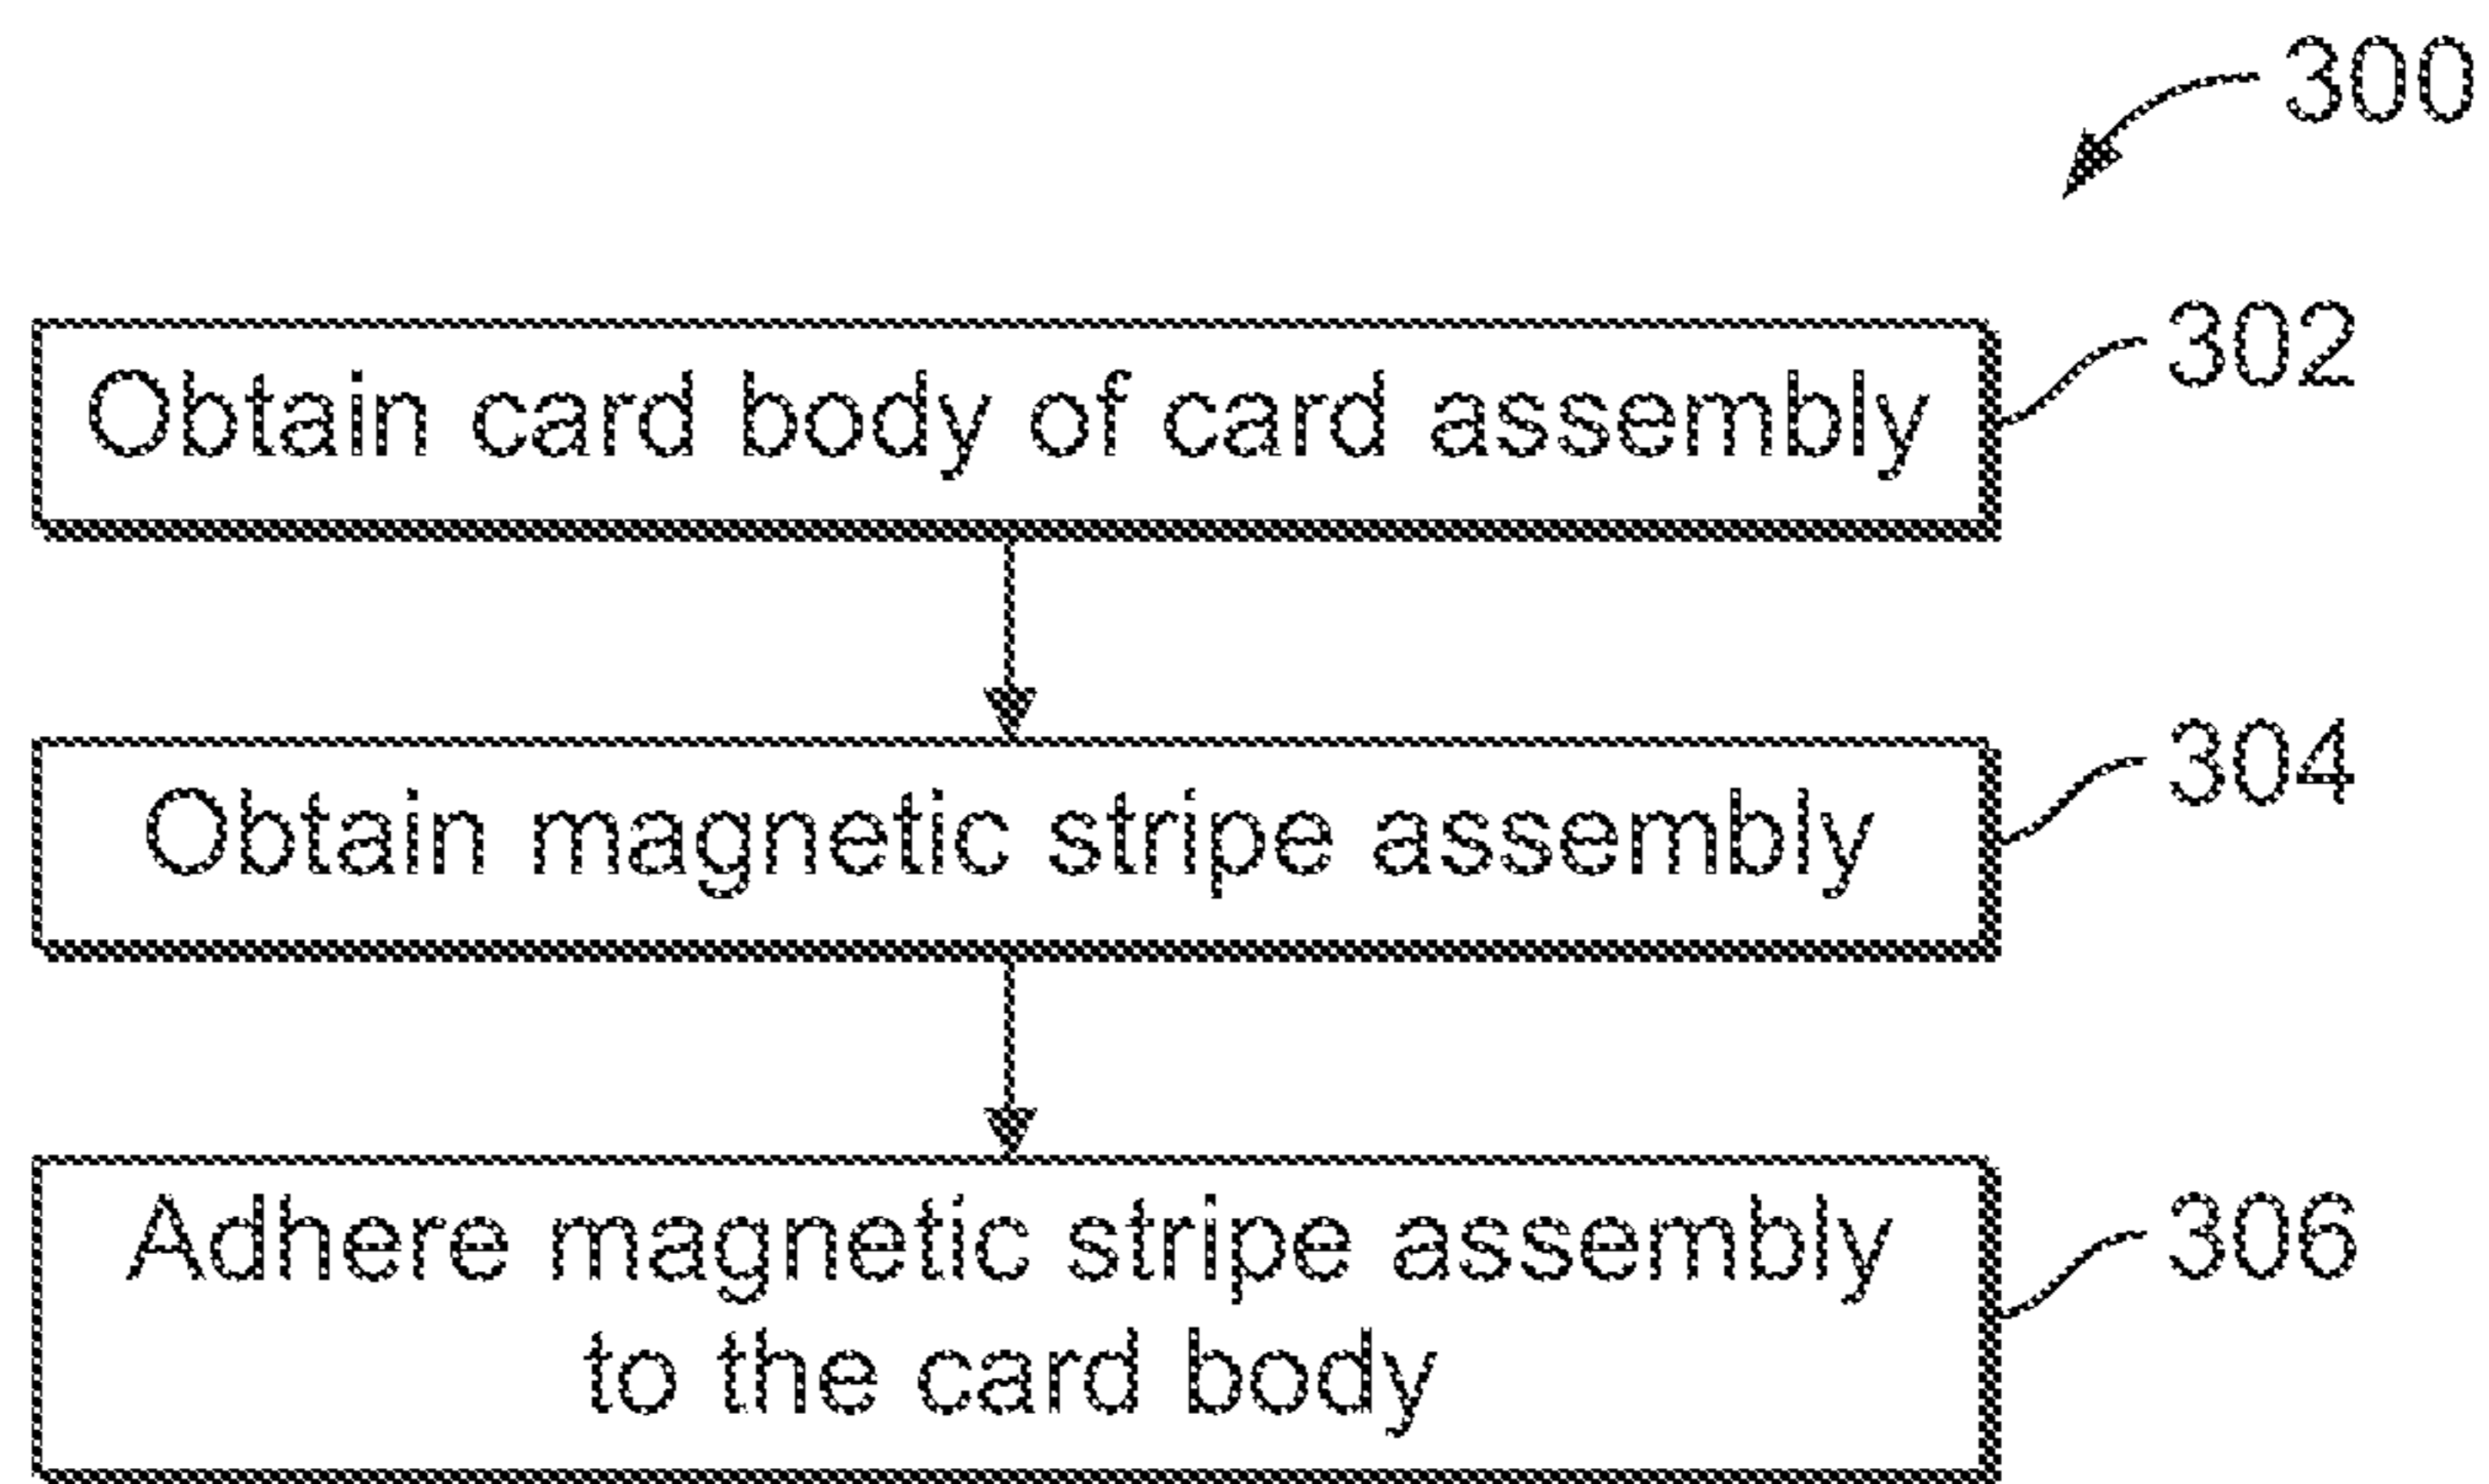 300
Obtain card body of card assembly
302
Obtain magnetic stripe assembly
304
Adhere magnetic stripe assembly
to the card body
306